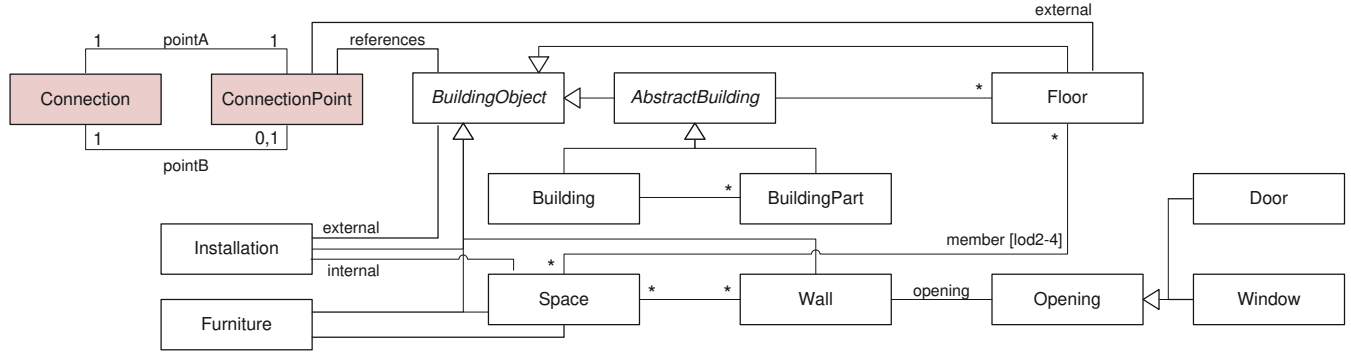 external
1 pointA 1 references
Connection ConnectionPoint BuildingObject AbstractBuilding * Floor
1 0,1 *
pointB
Building * BuildingPart Door
external
Installation member [lod2-4]
internal *
Space * * Wall opening Opening Window
Furniture